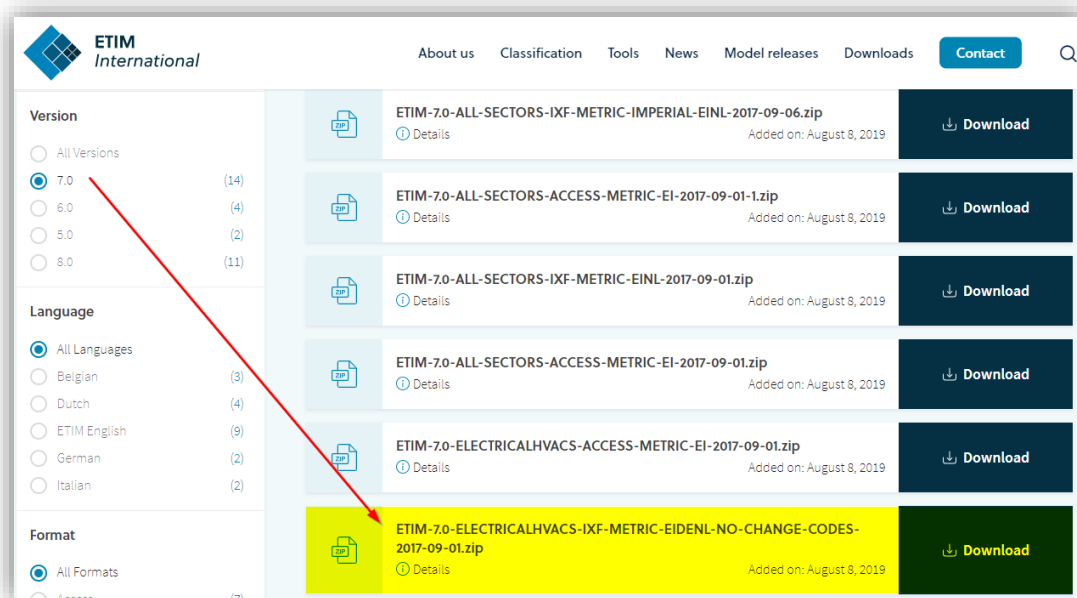 ETIM
International
About us Classification Tools News Model releases Downloads Contact
Version
All Versions
7.0 (14)
6.0 (4)
5.0 (2)
8.0 (11)
Language
All Languages
Belgian (3)
Dutch (4)
ETIM English (9)
German (2)
Italian (2)
Format
All Formats
ZIP
ETIM-7.0-ALL-SECTORS-IXF-METRIC-IMPERIAL-EINL-2017-09-06.zip
Details Added on: August 8, 2019
Download
ZIP
ETIM-7.0-ALL-SECTORS-ACCESS-METRIC-EI-2017-09-01-1.zip
Details Added on: August 8, 2019
Download
ZIP
ETIM-7.0-ALL-SECTORS-IXF-METRIC-EINL-2017-09-01.zip
Details Added on: August 8, 2019
Download
ZIP
ETIM-7.0-ALL-SECTORS-ACCESS-METRIC-EI-2017-09-01.zip
Details Added on: August 8, 2019
Download
ZIP
ETIM-7.0-ELECTRICALHVACS-ACCESS-METRIC-EI-2017-09-01.zip
Details Added on: August 8, 2019
Download
ZIP
ETIM-7.0-ELECTRICALHVACS-IXF-METRIC-EIDENL-NO-CHANGE-CODES-
2017-09-01.zip
Details Added on: August 8, 2019
Download